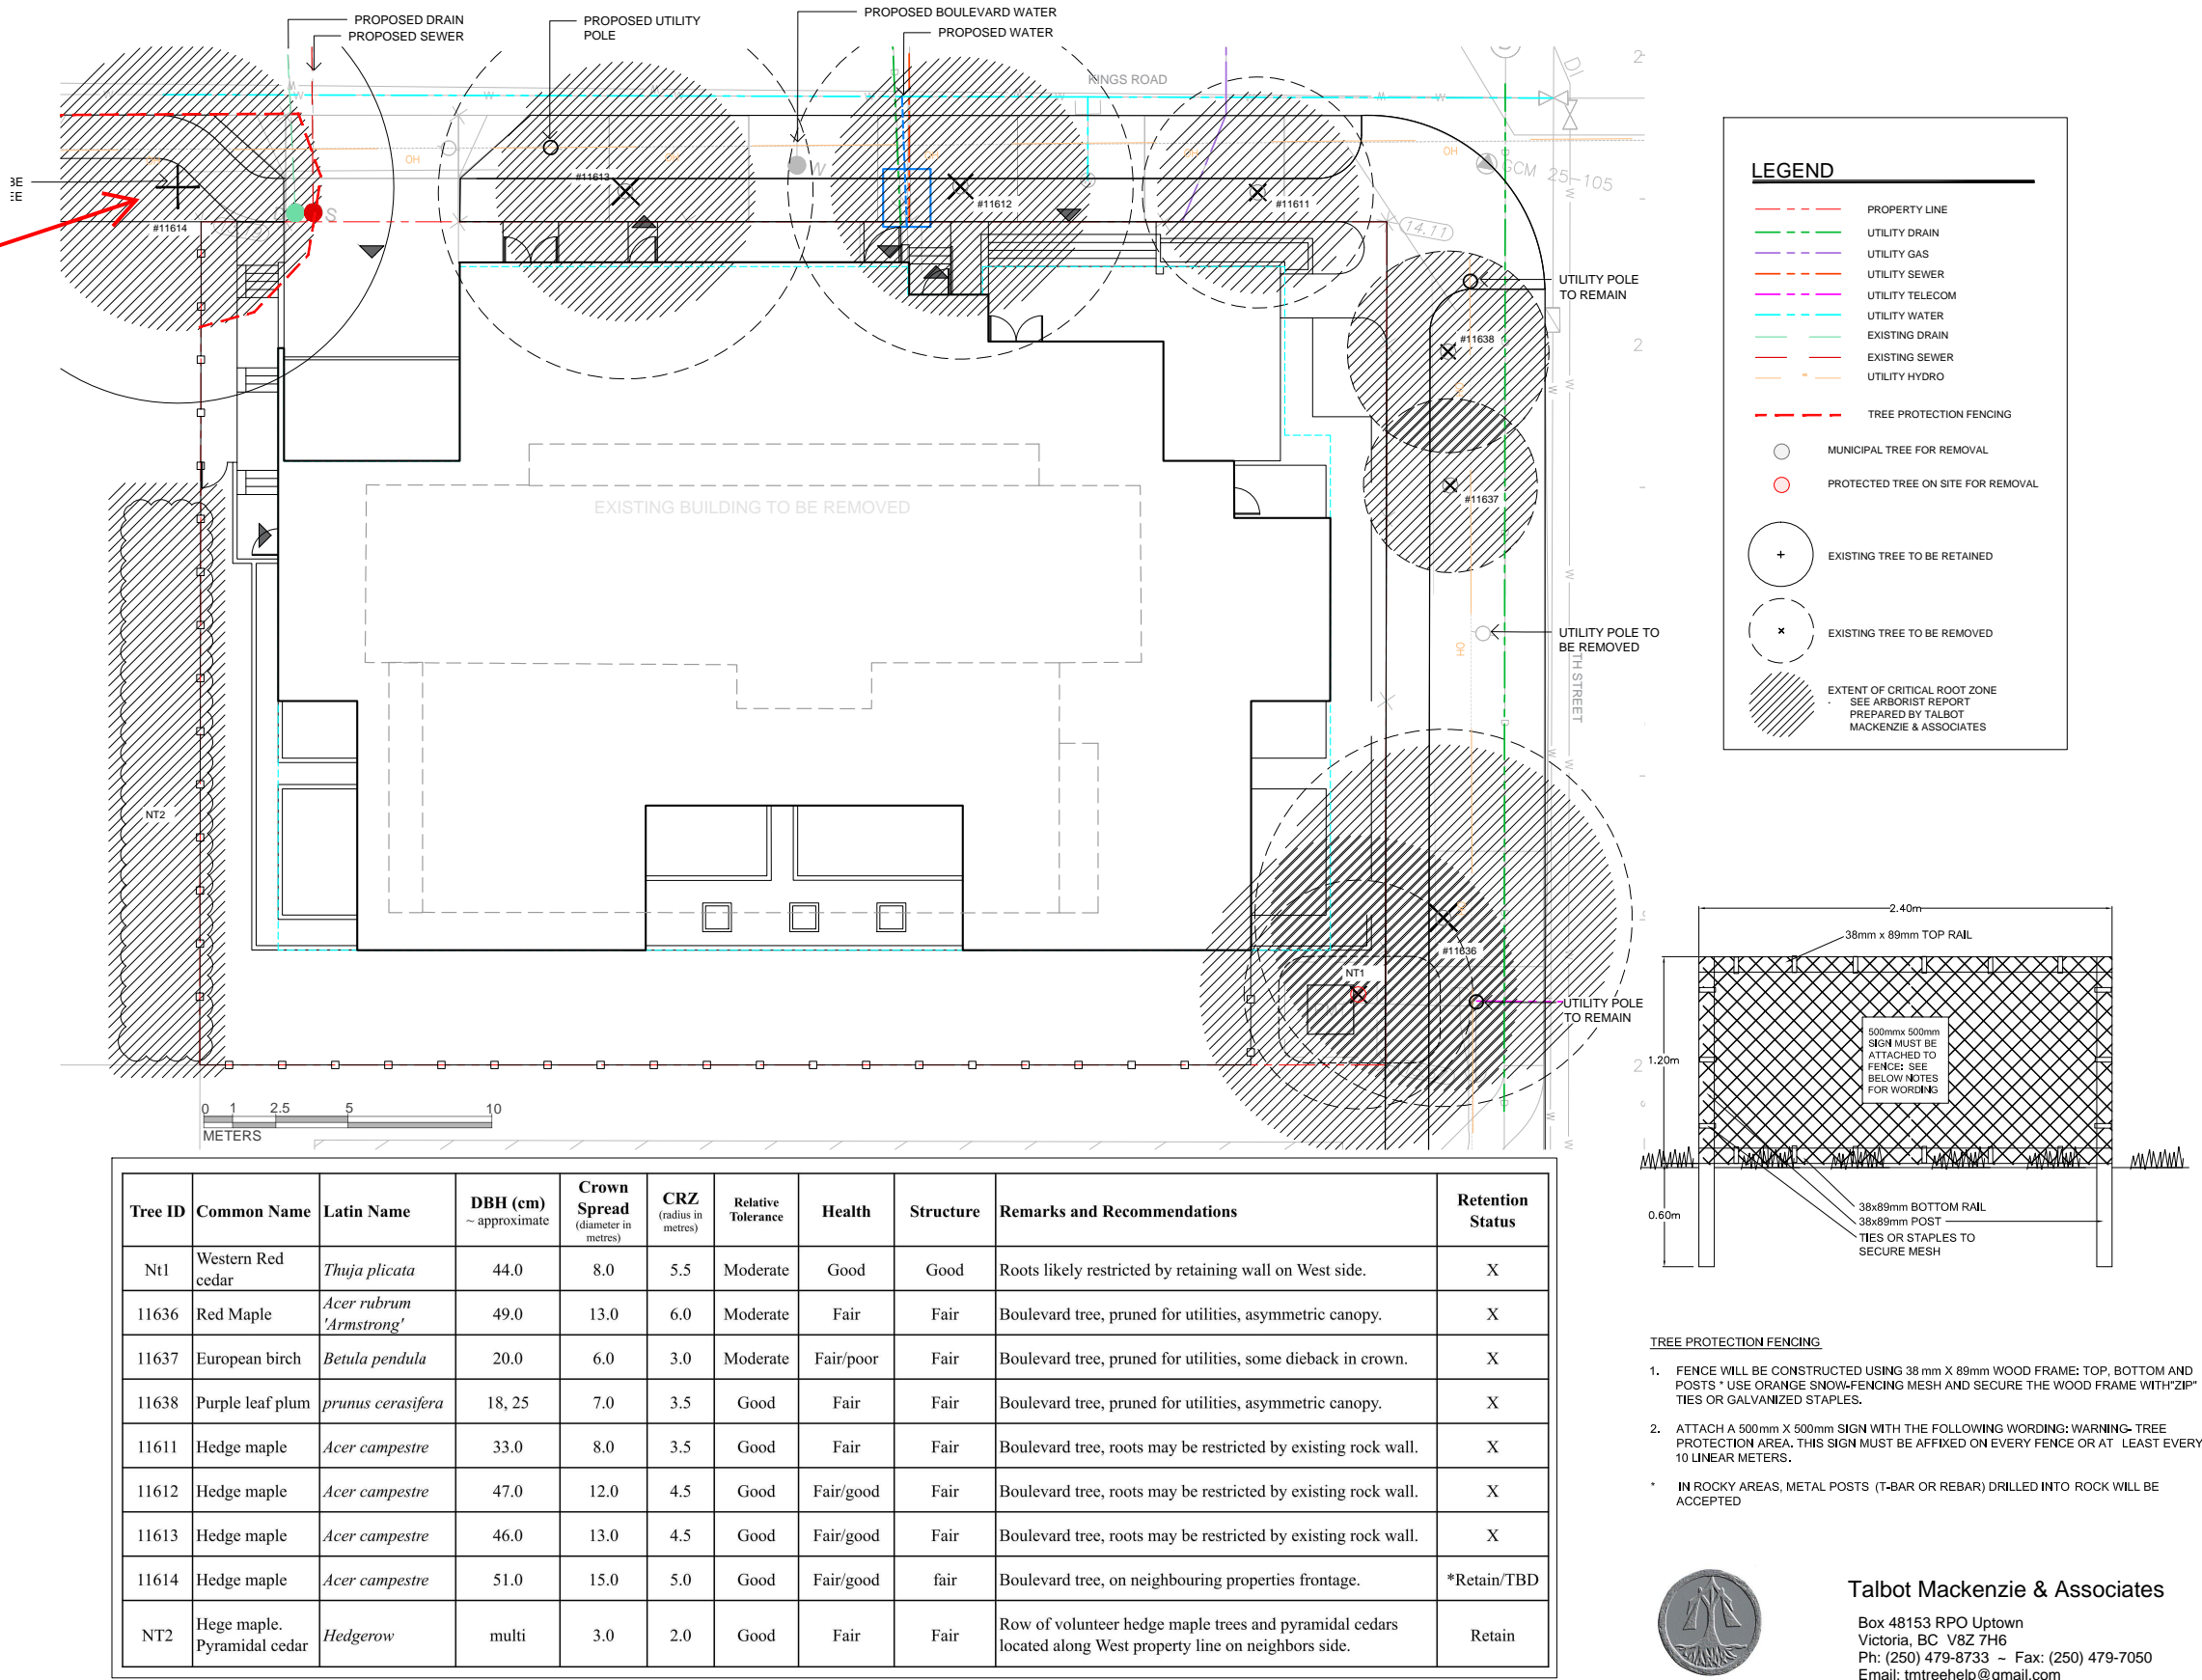 PROPOSED DRAIN
PROPOSED SEWER
PROPOSED UTILITY
POLE
PROPOSED BOULEVARD WATER
PROPOSED WATER
KINGS ROAD
BE
EE
#11614
S
#11613
W
#11612
#11611
GCM 25-105
14.11
UTILITY POLE
TO REMAIN
#11638
#11637
EXISTING BUILDING TO BE REMOVED
UTILITY POLE TO
BE REMOVED
TH STREET
NT2
#11636
NT1
UTILITY POLE
TO REMAIN
0 1 2.5 5 10
METERS
LEGEND
PROPERTY LINE
UTILITY DRAIN
UTILITY GAS
UTILITY SEWER
UTILITY TELECOM
UTILITY WATER
EXISTING DRAIN
EXISTING SEWER
UTILITY HYDRO
TREE PROTECTION FENCING
MUNICIPAL TREE FOR REMOVAL
PROTECTED TREE ON SITE FOR REMOVAL
EXISTING TREE TO BE RETAINED
EXISTING TREE TO BE REMOVED
EXTENT OF CRITICAL ROOT ZONE
- SEE ARBORIST REPORT
PREPARED BY TALBOT
MACKENZIE & ASSOCIATES
2.40m
38mm x 89mm TOP RAIL
500mmx 500mm
SIGN MUST BE
ATTACHED TO
FENCE: SEE
BELOW NOTES
FOR WORDING
1.20m
0.60m
38x89mm BOTTOM RAIL
38x89mm POST
TIES OR STAPLES TO
SECURE MESH
Tree ID Common Name Latin Name DBH (cm) ~ approximate Crown Spread (diameter in metres) CRZ (radius in metres) Relative Tolerance Health Structure Remarks and Recommendations Retention Status
Nt1 Western Red cedar Thuja plicata 44.0 8.0 5.5 Moderate Good Good Roots likely restricted by retaining wall on West side. X
11636 Red Maple Acer rubrum 'Armstrong' 49.0 13.0 6.0 Moderate Fair Fair Boulevard tree, pruned for utilities, asymmetric canopy. X
11637 European birch Betula pendula 20.0 6.0 3.0 Moderate Fair/poor Fair Boulevard tree, pruned for utilities, some dieback in crown. X
11638 Purple leaf plum prunus cerasifera 18, 25 7.0 3.5 Good Fair Fair Boulevard tree, pruned for utilities, asymmetric canopy. X
11611 Hedge maple Acer campestre 33.0 8.0 3.5 Good Fair Fair Boulevard tree, roots may be restricted by existing rock wall. X
11612 Hedge maple Acer campestre 47.0 12.0 4.5 Good Fair/good Fair Boulevard tree, roots may be restricted by existing rock wall. X
11613 Hedge maple Acer campestre 46.0 13.0 4.5 Good Fair/good Fair Boulevard tree, roots may be restricted by existing rock wall. X
11614 Hedge maple Acer campestre 51.0 15.0 5.0 Good Fair/good fair Boulevard tree, on neighbouring properties frontage. *Retain/TBD
NT2 Hege maple. Pyramidal cedar Hedgerow multi 3.0 2.0 Good Fair Fair Row of volunteer hedge maple trees and pyramidal cedars located along West property line on neighbors side. Retain
TREE PROTECTION FENCING
1. FENCE WILL BE CONSTRUCTED USING 38 mm X 89mm WOOD FRAME: TOP, BOTTOM AND
POSTS * USE ORANGE SNOW-FENCING MESH AND SECURE THE WOOD FRAME WITH"ZIP"
TIES OR GALVANIZED STAPLES.
2. ATTACH A 500mm X 500mm SIGN WITH THE FOLLOWING WORDING: WARNING- TREE
PROTECTION AREA. THIS SIGN MUST BE AFFIXED ON EVERY FENCE OR AT LEAST EVERY
10 LINEAR METERS.
* IN ROCKY AREAS, METAL POSTS (T-BAR OR REBAR) DRILLED INTO ROCK WILL BE
ACCEPTED
Talbot Mackenzie & Associates
Box 48153 RPO Uptown
Victoria, BC V8Z 7H6
Ph: (250) 479-8733 ~ Fax: (250) 479-7050
Email: tmtreehelp@gmail.com